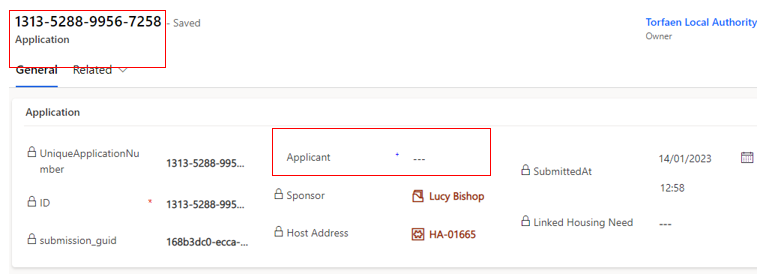 1313-5288-9956-7258 - Saved
Application
Torfaen Local Authority
Owner
General Related
Application
UniqueApplicationNu
mber
1313-5288-995...
ID * 1313-5288-995...
submission_guid 168b3dc0-ecca-...
Applicant + ---
Sponsor Lucy Bishop
Host Address HA-01665
SubmittedAt 14/01/2023
12:58
Linked Housing Need ---